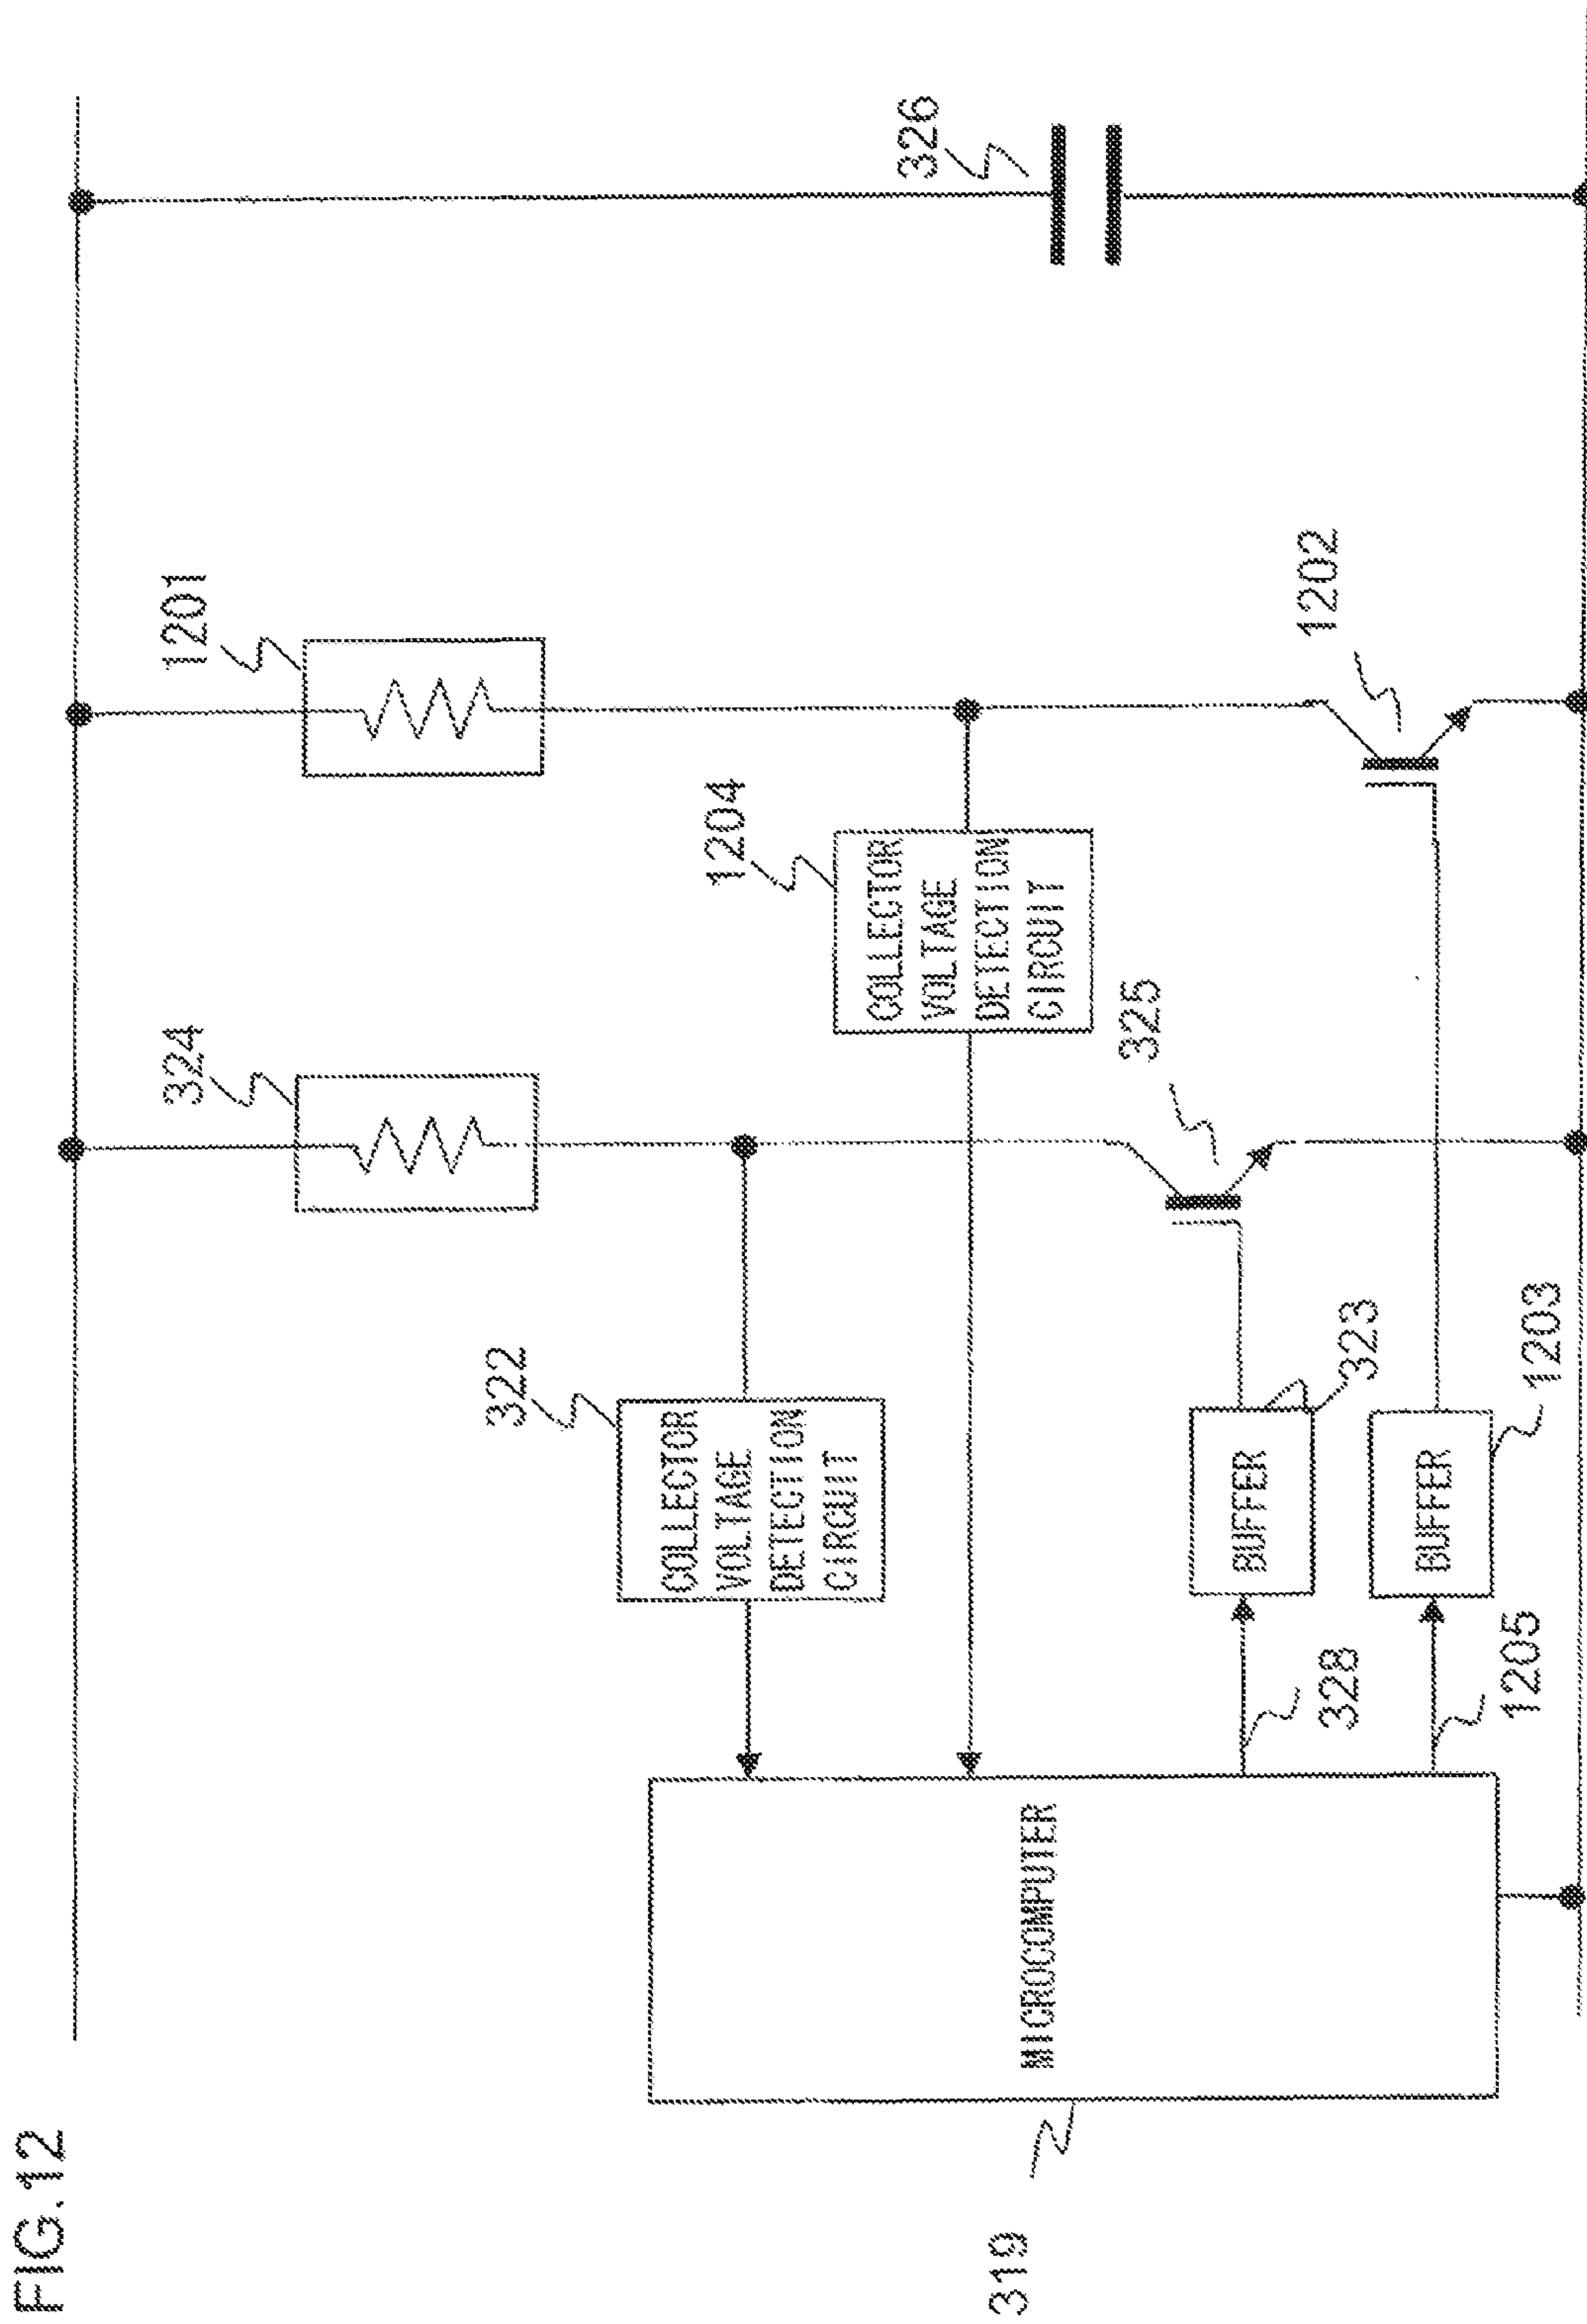 FIG.12
324
1201
322
COLLECTOR
VOLTAGE
DETECTION
CIRCUIT
1204
COLLECTOR
VOLTAGE
DETECTION
CIRCUIT
326
319
MICROCOMPUTER
328
BUFFER
323
325
1205
BUFFER
1203
1202